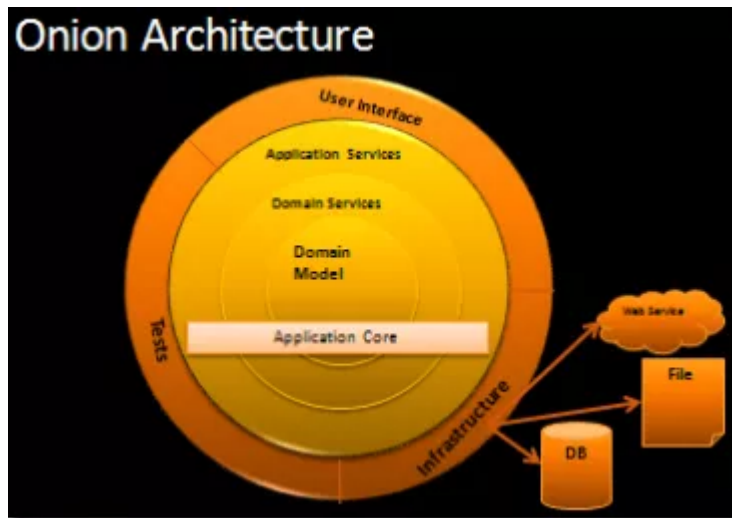 Onion Architecture
User Interface
Application Services
Domain Services
Domain
Model
Application Core
Tests
Infrastructure
Web Service
File
DB